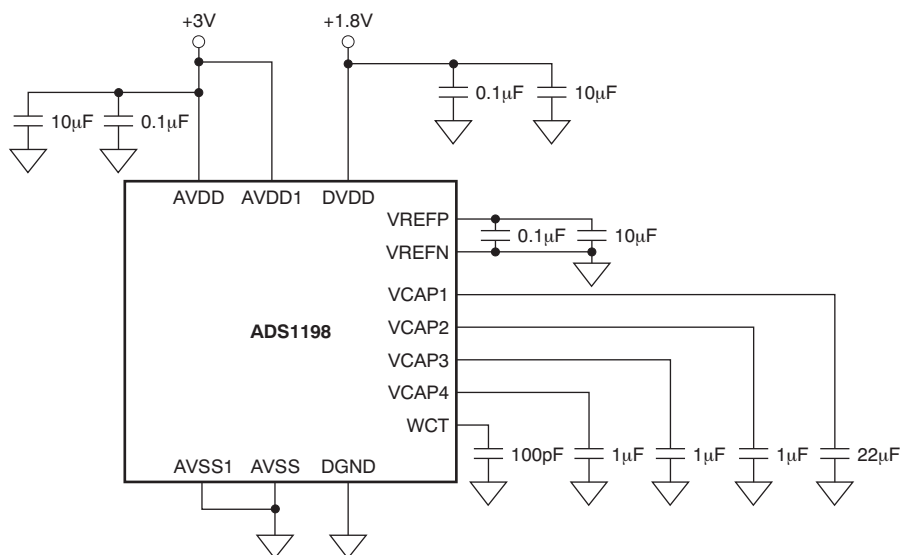 +3V +1.8V
10μF 0.1μF 0.1μF 10μF
AVDD AVDD1 DVDD
VREFP
0.1μF 10μF
VREFN
VCAP1
ADS1198 VCAP2
VCAP3
VCAP4
WCT
100pF 1μF 1μF 1μF 22μF
AVSS1 AVSS DGND